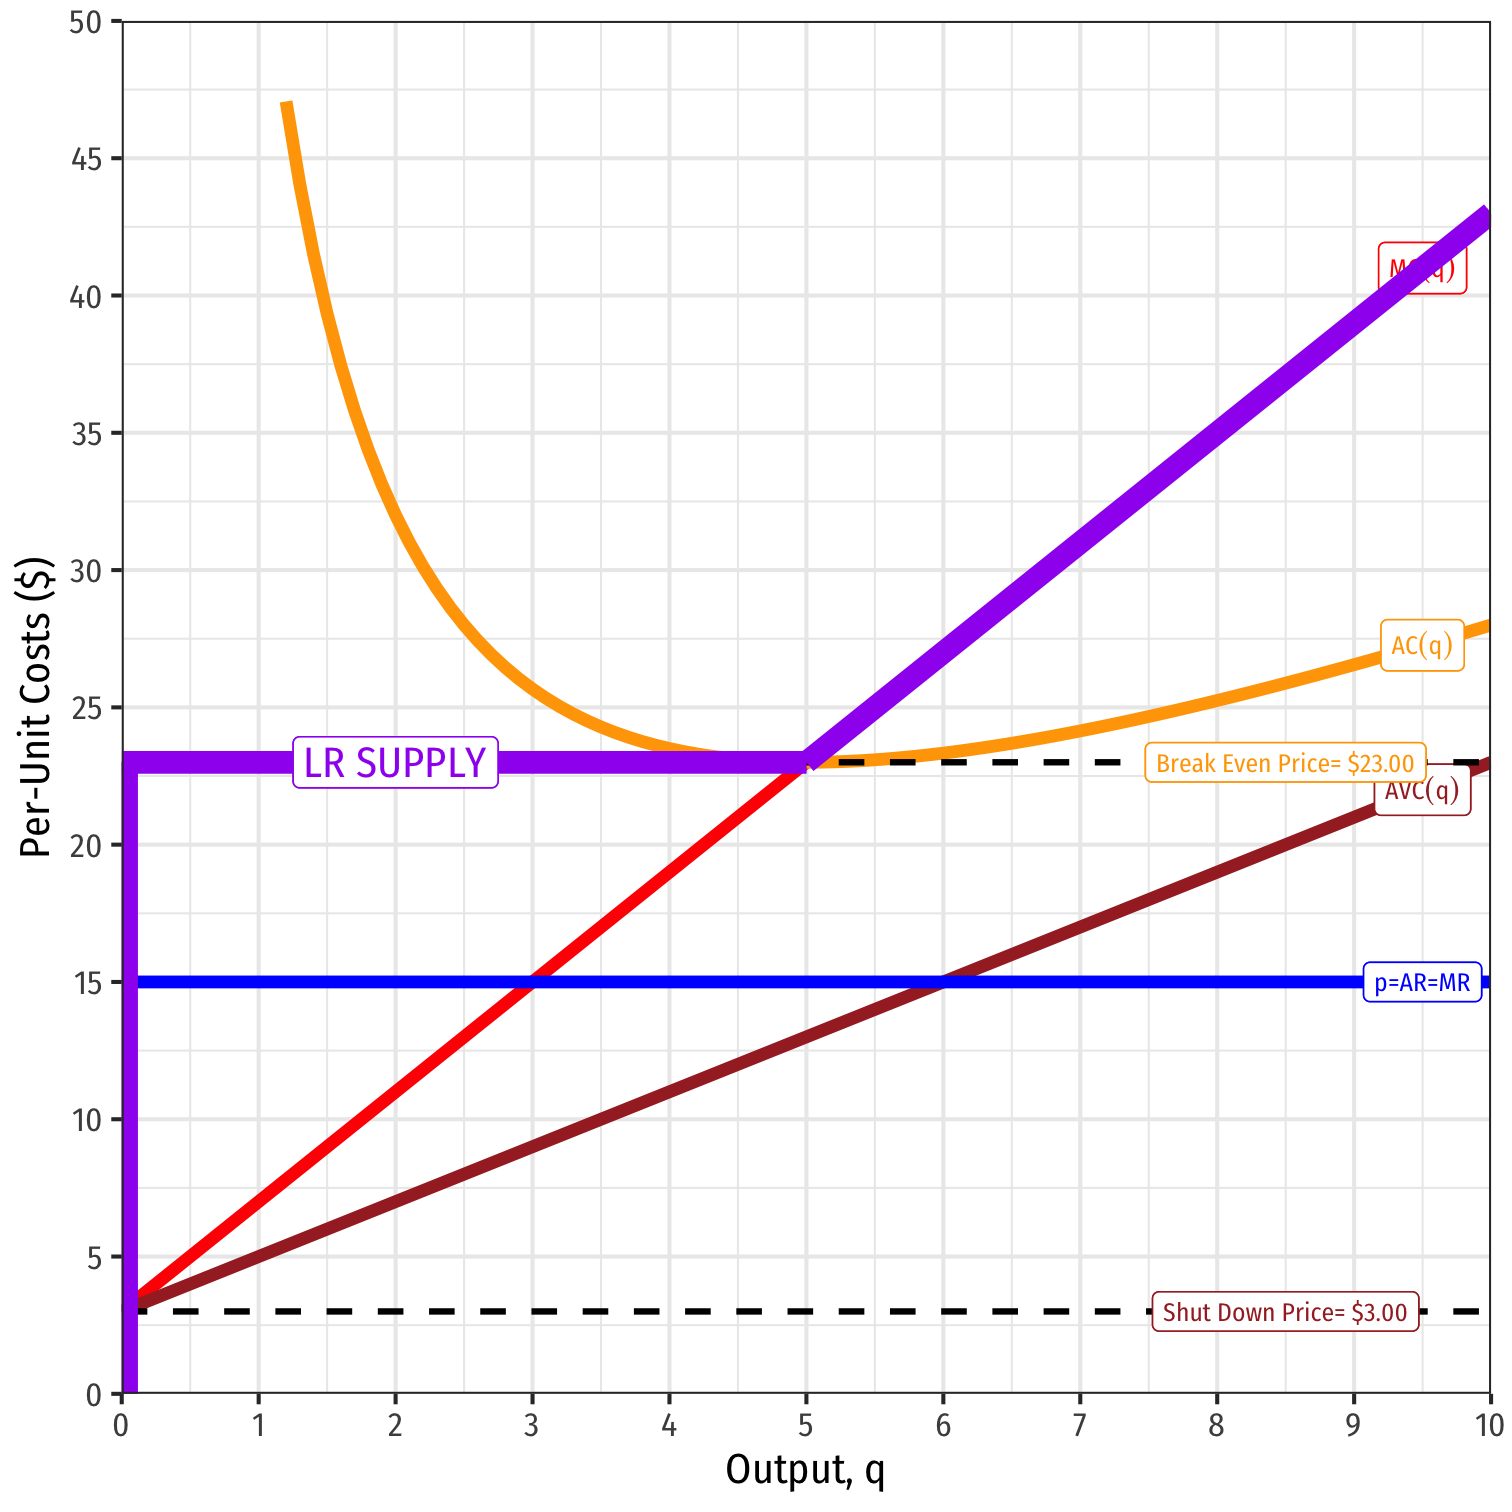 50
45
40
35
30
25
20
15
10
5
0
Per-Unit Costs ($)
MC(q)
AC(q)
LR SUPPLY
Break Even Price= $23.00
AVC(q)
p=AR=MR
Shut Down Price= $3.00
0 1 2 3 4 5 6 7 8 9 10
Output, q